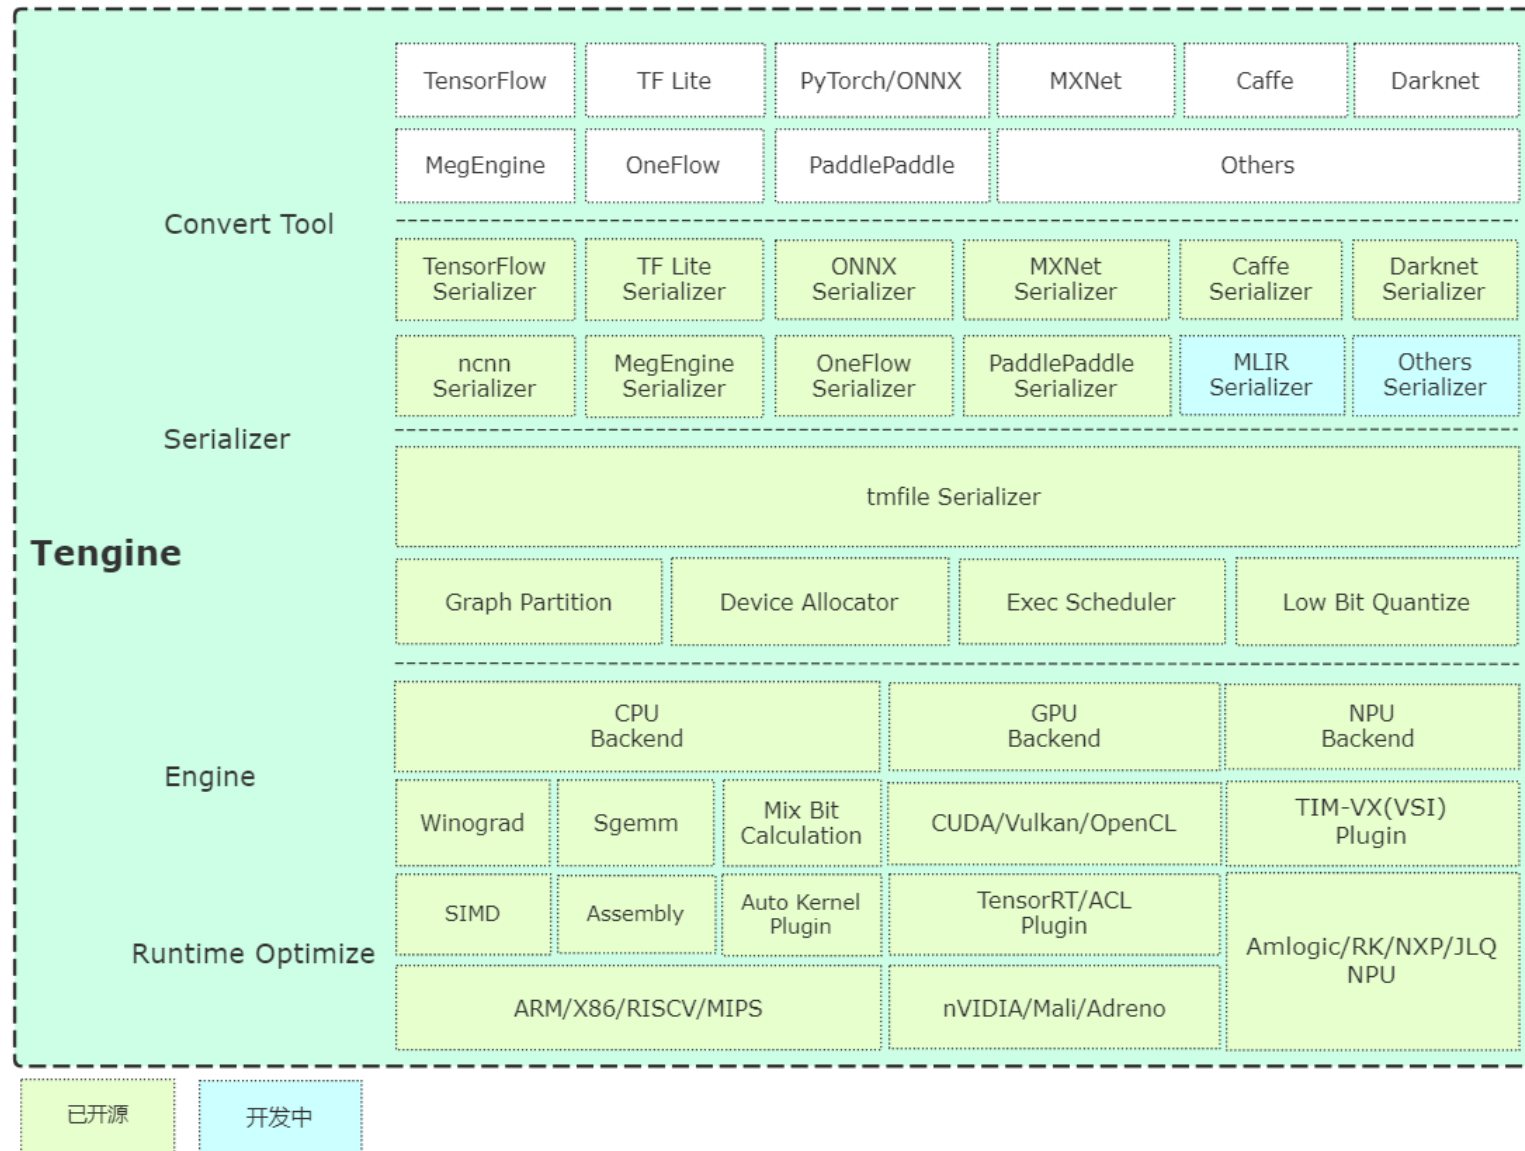 TensorFlow
TF Lite
PyTorch/ONNX
MXNet
Caffe
Darknet
MegEngine
OneFlow
PaddlePaddle
Others
Convert Tool
TensorFlow
Serializer
TF Lite
Serializer
ONNX
Serializer
MXNet
Serializer
Caffe
Serializer
Darknet
Serializer
ncnn
Serializer
MegEngine
Serializer
OneFlow
Serializer
PaddlePaddle
Serializer
MLIR
Serializer
Others
Serializer
Serializer
tmfile Serializer
Tengine
Graph Partition
Device Allocator
Exec Scheduler
Low Bit Quantize
CPU
Backend
GPU
Backend
NPU
Backend
Engine
Winograd
Sgemm
Mix Bit
Calculation
CUDA/Vulkan/OpenCL
TIM-VX(VSI)
Plugin
SIMD
Assembly
Auto Kernel
Plugin
TensorRT/ACL
Plugin
Amlogic/RK/NXP/JLQ
NPU
Runtime Optimize
ARM/X86/RISCV/MIPS
nVIDIA/Mali/Adreno
已开源
开发中